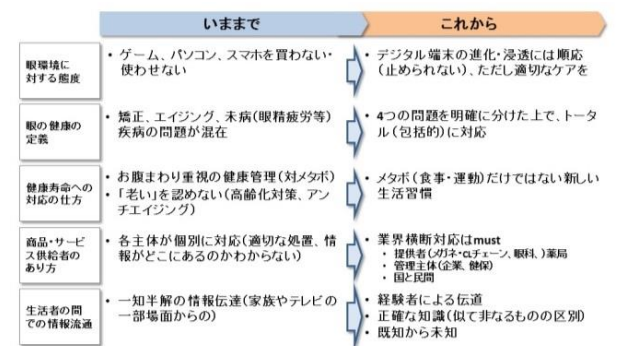 いままで
これから
眼環境に
対する態度
・ ゲーム、パソコン、スマホを買わない・
使わせない
・ デジタル端末の進化・浸透には順応
（止められない）、ただし適切なケアを
眼の健康の
定義
・ 矯正、エイジング、未病(眼精疲労等)
疾病の問題が混在
・ 4つの問題を明確に分けた上で、トータ
ル（包括的）に対応
健康寿命への
対応の仕方
・ お腹まわり重視の健康管理（対メタボ）
・ 「老い」を認めない（高齢化対策、アン
チエイジング）
・ メタボ（食事・運動）だけではない新しい
生活習慣
商品・サービ
ス供給者の
あり方
・ 各主体が個別に対応（適切な処置、情
報がどこにあるのかわからない）
・ 業界横断対応はmust
・ 提供者（メガネ・CLチェーン、眼科、）薬局
・ 管理主体（企業、健保）
・ 国と民間
生活者の間
での情報流通
・ 一知半解の情報伝達（家族やテレビの
一部場面からの）
・ 経験者による伝道
・ 正確な知識（似て非なるものの区別）
・ 既知から未知